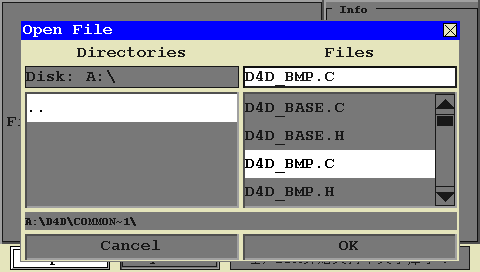 Info
Open File
Directories
Files
Disk: A:\
D4D_BMP.C
..
D4D_BASE.C
D4D_BASE.H
D4D_BMP.C
D4D_BMP.H
A:\D4D\COMMON~1\
Cancel
OK